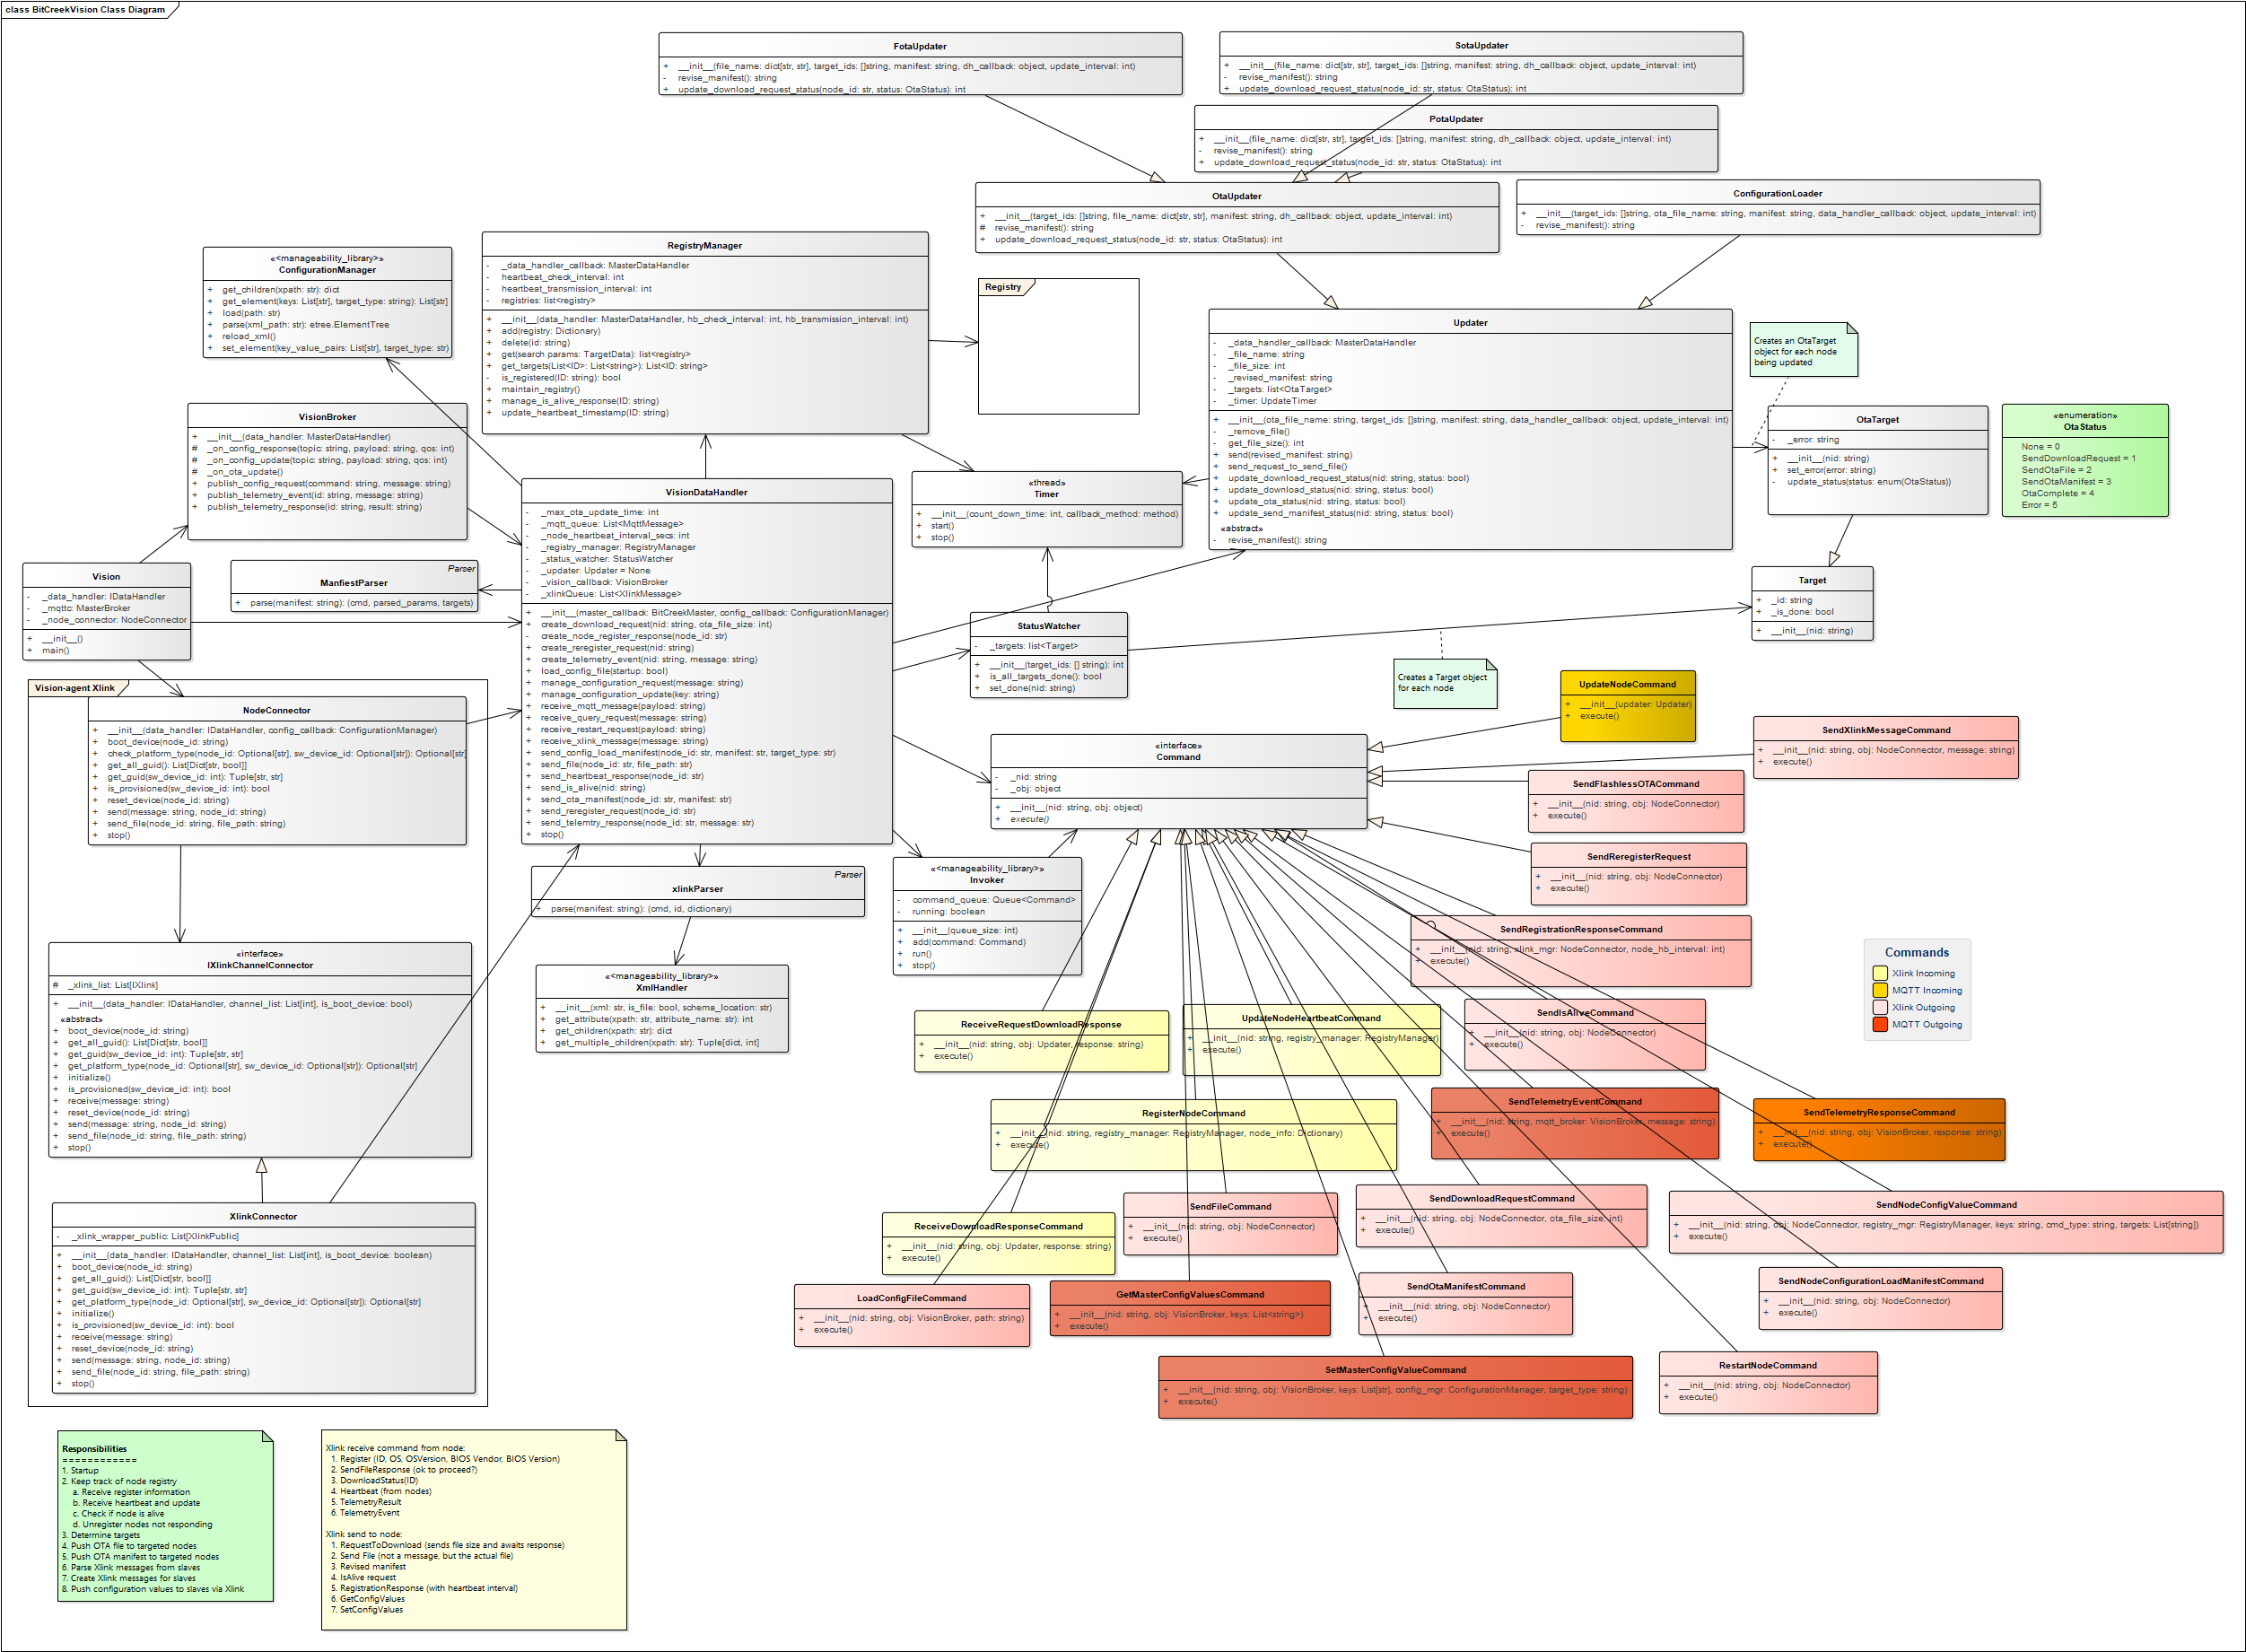 class BitCreekVision Class Diagram
FotaUpdater
+ __init__(file_name: dict[str, str], target_ids: []string, manifest: string, dh_callback: object, update_interval: int)
- revise_manifest(): string
+ update_download_request_status(node_id: str, status: OtaStatus): int
SotaUpdater
+ __init__(file_name: dict[str, str], target_ids: []string, manifest: string, dh_callback: object, update_interval: int)
- revise_manifest(): string
+ update_download_request_status(node_id: str, status: OtaStatus): int
PotaUpdater
+ __init__(file_name: dict[str, str], target_ids: []string, manifest: string, dh_callback: object, update_interval: int)
- revise_manifest(): string
+ update_download_request_status(node_id: str, status: OtaStatus): int
OtaUpdater
+ __init__(target_ids: []string, file_name: dict[str, str], manifest: string, dh_callback: object, update_interval: int)
# revise_manifest(): string
+ update_download_request_status(node_id: str, status: OtaStatus): int
ConfigurationLoader
+ __init__(target_ids: []string, ota_file_name: string, manifest: string, data_handler_callback: object, update_interval: int)
- revise_manifest(): string
«<manageability_library>»
ConfigurationManager
+ get_children(xpath: str): dict
+ get_element(keys: List[str], target_type: string): List[str]
+ load(path: str)
+ parse(xml_path: str): etree.ElementTree
+ reload_xml()
+ set_element(key_value_pairs: List[str], target_type: str)
RegistryManager
- _data_handler_callback: MasterDataHandler
- heartbeat_check_interval: int
- heartbeat_transmission_interval: int
- registries: list<registry>
+ __init__(data_handler: MasterDataHandler, hb_check_interval: int, hb_transmission_interval: int)
+ add(registry: Dictionary)
+ delete(id: string)
+ get(search params: TargetData): list<registry>
+ get_targets(List<ID>: List<string>): List<ID: string>
- is_registered(ID: string): bool
+ maintain_registry()
+ manage_is_alive_response(ID: string)
+ update_heartbeat_timestamp(ID: string)
Registry
Updater
- _data_handler_callback: MasterDataHandler
- _file_name: string
- _file_size: int
- _revised_manifest: string
- _targets: list<OtaTarget>
- _timer: UpdateTimer
+ __init__(ota_file_name: string, target_ids: []string, manifest: string, data_handler_callback: object, update_interval: int)
- _remove_file()
- get_file_size(): int
+ send(revised_manifest: string)
+ send_request_to_send_file()
+ update_download_request_status(nid: string, status: bool)
+ update_download_status(nid: string, status: bool)
+ update_ota_status(nid: string, status: bool)
+ update_send_manifest_status(nid: string, status: bool)
«abstract»
- revise_manifest(): string
Creates an OtaTarget
object for each node
being updated
OtaTarget
- _error: string
+ __init__(nid: string)
+ set_error(error: string)
- update_status(status: enum(OtaStatus))
«enumeration»
OtaStatus
None = 0
SendDownloadRequest = 1
SendOtaFile = 2
SendOtaManifest = 3
OtaComplete = 4
Error = 5
VisionBroker
+ __init__(data_handler: MasterDataHandler)
# _on_config_response(topic: string, payload: string, qos: int)
# _on_config_update(topic: string, payload: string, qos: int)
# _on_ota_update()
+ publish_config_request(command: string, message: string)
+ publish_telemetry_event(id: string, message: string)
+ publish_telemetry_response(id: string, result: string)
«thread»
Timer
+ __init__(count_down_time: int, callback_method: method)
+ start()
+ stop()
Vision
- _data_handler: IDataHandler
- _mqttc: MasterBroker
- _node_connector: NodeConnector
+ __init__()
+ main()
Parser
ManfiestParser
+ parse(manifest: string): (cmd, parsed_params, targets)
VisionDataHandler
- _max_ota_update_time: int
- _mqtt_queue: List<MqttMessage>
- _node_heartbeat_interval_secs: int
- _registry_manager: RegistryManager
- _status_watcher: StatusWatcher
- _updater: Updater = None
- _vision_callback: VisionBroker
- _xlinkQueue: List<XlinkMessage>
+ __init__(master_callback: BitCreekMaster, config_callback: ConfigurationManager)
+ create_download_request(nid: string, ota_file_size: int)
- create_node_register_response(node_id: str)
+ create_reregister_request(nid: string)
+ create_telemetry_event(nid: string, message: string)
+ load_config_file(startup: bool)
+ manage_configuration_request(message: string)
+ manage_configuration_update(key: string)
+ receive_mqtt_message(payload: string)
+ receive_query_request(message: string)
+ receive_restart_request(payload: string)
+ receive_xlink_message(message: string)
+ send_config_load_manifest(node_id: str, manifest: str, target_type: str)
+ send_file(node_id: str, file_path: str)
+ send_heartbeat_response(node_id: str)
+ send_is_alive(nid: string)
+ send_ota_manifest(node_id: str, manifest: str)
+ send_reregister_request(node_id: str)
+ send_telemtry_response(node_id: str, message: str)
+ stop()
StatusWatcher
- _targets: list<Target>
+ __init__(target_ids: [] string): int
+ is_all_targets_done(): bool
+ set_done(nid: string)
Target
+ _id: string
+ _is_done: bool
+ __init__(nid: string)
Creates a Target object
for each node
Vision-agent Xlink
NodeConnector
+ __init__(data_handler: IDataHandler, config_callback: ConfigurationManager)
+ boot_device(node_id: string)
+ check_platform_type(node_id: Optional[str], sw_device_id: Optional[str]): Optional[str]
+ get_all_guid(): List[Dict[str, bool]]
+ get_guid(sw_device_id: int): Tuple[str, str]
+ is_provisioned(sw_device_id: int): bool
+ reset_device(node_id: string)
+ send(message: string, node_id: string)
+ send_file(node_id: string, file_path: string)
+ stop()
«interface»
Command
- _nid: string
- _obj: object
+ __init__(nid: string, obj: object)
+ execute()
UpdateNodeCommand
+ __init__(updater: Updater)
+ execute()
SendXlinkMessageCommand
+ __init__(nid: string, obj: NodeConnector, message: string)
+ execute()
SendFlashlessOTACommand
+ __init__(nid: string, obj: NodeConnector)
+ execute()
SendReregisterRequest
+ __init__(nid: string, obj: NodeConnector)
+ execute()
SendRegistrationResponseCommand
+ __init__(nid: string, xlink_mgr: NodeConnector, node_hb_interval: int)
+ execute()
Parser
xlinkParser
+ parse(manifest: string): (cmd, id, dictionary)
«<manageability_library>»
Invoker
- command_queue: Queue<Command>
- running: boolean
+ __init__(queue_size: int)
+ add(command: Command)
+ run()
+ stop()
«<manageability_library>»
XmlHandler
+ __init__(xml: str, is_file: bool, schema_location: str)
+ get_attribute(xpath: str, attribute_name: str): int
+ get_children(xpath: str): dict
+ get_multiple_children(xpath: str): Tuple[dict, int]
«interface»
IXlinkChannelConnector
# _xlink_list: List[IXlink]
+ __init__(data_handler: IDataHandler, channel_list: List[int], is_boot_device: bool)
«abstract»
+ boot_device(node_id: string)
+ get_all_guid(): List[Dict[str, bool]]
+ get_guid(sw_device_id: int): Tuple[str, str]
+ get_platform_type(node_id: Optional[str], sw_device_id: Optional[str]): Optional[str]
+ initialize()
+ is_provisioned(sw_device_id: int): bool
+ receive(message: string)
+ reset_device(node_id: string)
+ send(message: string, node_id: string)
+ send_file(node_id: string, file_path: string)
+ stop()
XlinkConnector
- _xlink_wrapper_public: List[XlinkPublic]
+ __init__(data_handler: IDataHandler, channel_list: List[int], is_boot_device: boolean)
+ boot_device(node_id: string)
+ get_all_guid(): List[Dict[str, bool]]
+ get_guid(sw_device_id: int): Tuple[str, str]
+ get_platform_type(node_id: Optional[str], sw_device_id: Optional[str]): Optional[str]
+ initialize()
+ is_provisioned(sw_device_id: int): bool
+ receive(message: string)
+ reset_device(node_id: string)
+ send(message: string, node_id: string)
+ send_file(node_id: string, file_path: string)
+ stop()
Commands
Xlink Incoming
MQTT Incoming
Xlink Outgoing
MQTT Outgoing
ReceiveRequestDownloadResponse
+ __init__(nid: string, obj: Updater, response: string)
+ execute()
UpdateNodeHeartbeatCommand
+ __init__(nid: string, registry_manager: RegistryManager)
+ execute()
SendIsAliveCommand
+ __init__(nid: string, obj: NodeConnector)
+ execute()
RegisterNodeCommand
+ __init__(nid: string, registry_manager: RegistryManager, node_info: Dictionary)
+ execute()
SendTelemetryEventCommand
+ __init__(nid: string, mqtt_broker: VisionBroker, message: string)
+ execute()
SendTelemetryResponseCommand
+ __init__(nid: string, obj: VisionBroker, response: string)
+ execute()
ReceiveDownloadResponseCommand
+ __init__(nid: string, obj: Updater, response: string)
+ execute()
SendFileCommand
+ __init__(nid: string, obj: NodeConnector)
+ execute()
SendDownloadRequestCommand
+ __init__(nid: string, obj: NodeConnector, ota_file_size: int)
+ execute()
SendNodeConfigValueCommand
+ __init__(nid: string, obj: NodeConnector, registry_mgr: RegistryManager, keys: string, cmd_type: string, targets: List[string])
+ execute()
LoadConfigFileCommand
+ __init__(nid: string, obj: VisionBroker, path: string)
+ execute()
GetMasterConfigValuesCommand
+ __init__(nid: string, obj: VisionBroker, keys: List<string>)
+ execute()
SendOtaManifestCommand
+ __init__(nid: string, obj: NodeConnector)
+ execute()
SendNodeConfigurationLoadManifestCommand
+ __init__(nid: string, obj: NodeConnector)
+ execute()
SetMasterConfigValueCommand
+ __init__(nid: string, obj: VisionBroker, keys: List[str], config_mgr: ConfigurationManager, target_type: string)
+ execute()
RestartNodeCommand
+ __init__(nid: string, obj: NodeConnector)
+ execute()
Responsibilities
============
1. Startup
2. Keep track of node registry
a. Receive register information
b. Receive heartbeat and update
c. Check if node is alive
d. Unregister nodes not responding
3. Determine targets
4. Push OTA file to targeted nodes
5. Push OTA manifest to targeted nodes
6. Parse Xlink messages from slaves
7. Create Xlink messages for slaves
8. Push configuration values to slaves via Xlink
Xlink receive command from node:
1. Register (ID, OS, OSVersion, BIOS Vendor, BIOS Version)
2. SendFileResponse (ok to proceed?)
3. DownloadStatus(ID)
4. Heartbeat (from nodes)
5. TelemetryResult
6. TelemetryEvent
Xlink send to node:
1. RequestToDownload (sends file size and awaits response)
2. Send File (not a message, but the actual file)
3. Revised manifest
4. IsAlive request
5. RegistrationResponse (with heartbeat interval)
6. GetConfigValues
7. SetConfigValues